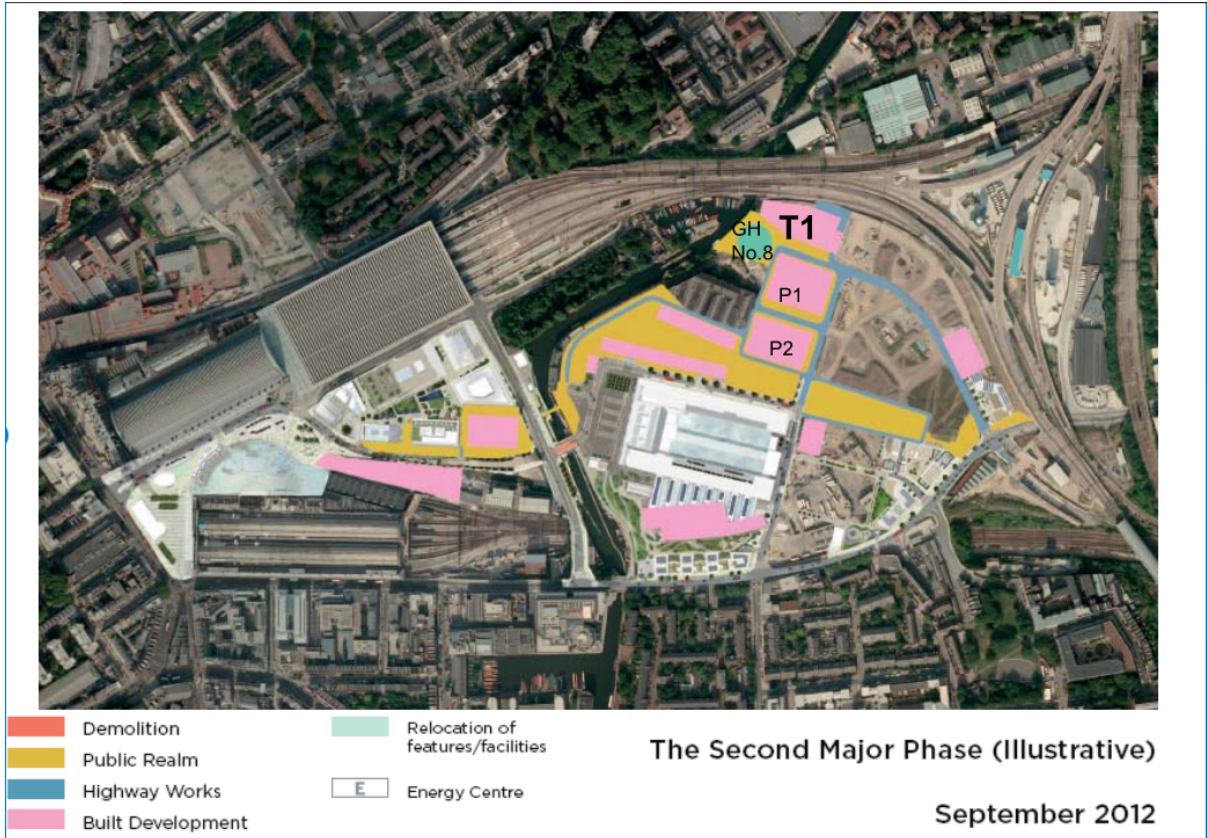 GH
No.8
T1
P1
P2
Demolition
Public Realm
Highway Works
Built Development
Relocation of
features/facilities
E
Energy Centre
The Second Major Phase (Illustrative)
September 2012